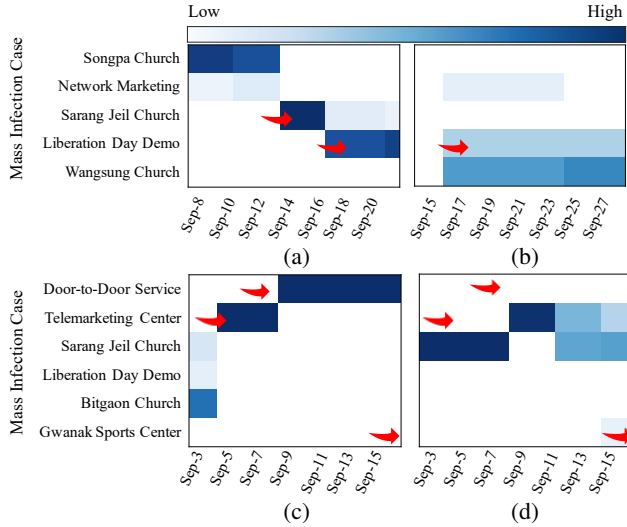 Low High
Mass Infection Case
Songpa Church
Network Marketing
Sarang Jeil Church
Liberation Day Demo
Wangsung Church
Sep-8 Sep-10 Sep-12 Sep-14 Sep-16 Sep-18 Sep-20
Sep-15 Sep-17 Sep-19 Sep-21 Sep-23 Sep-25 Sep-27
(a) (b)
Mass Infection Case
Door-to-Door Service
Telemarketing Center
Sarang Jeil Church
Liberation Day Demo
Bitgaon Church
Gwanak Sports Center
Sep-3 Sep-5 Sep-7 Sep-9 Sep-11 Sep-13 Sep-15
Sep-3 Sep-5 Sep-7 Sep-9 Sep-11 Sep-13 Sep-15
(c) (d)